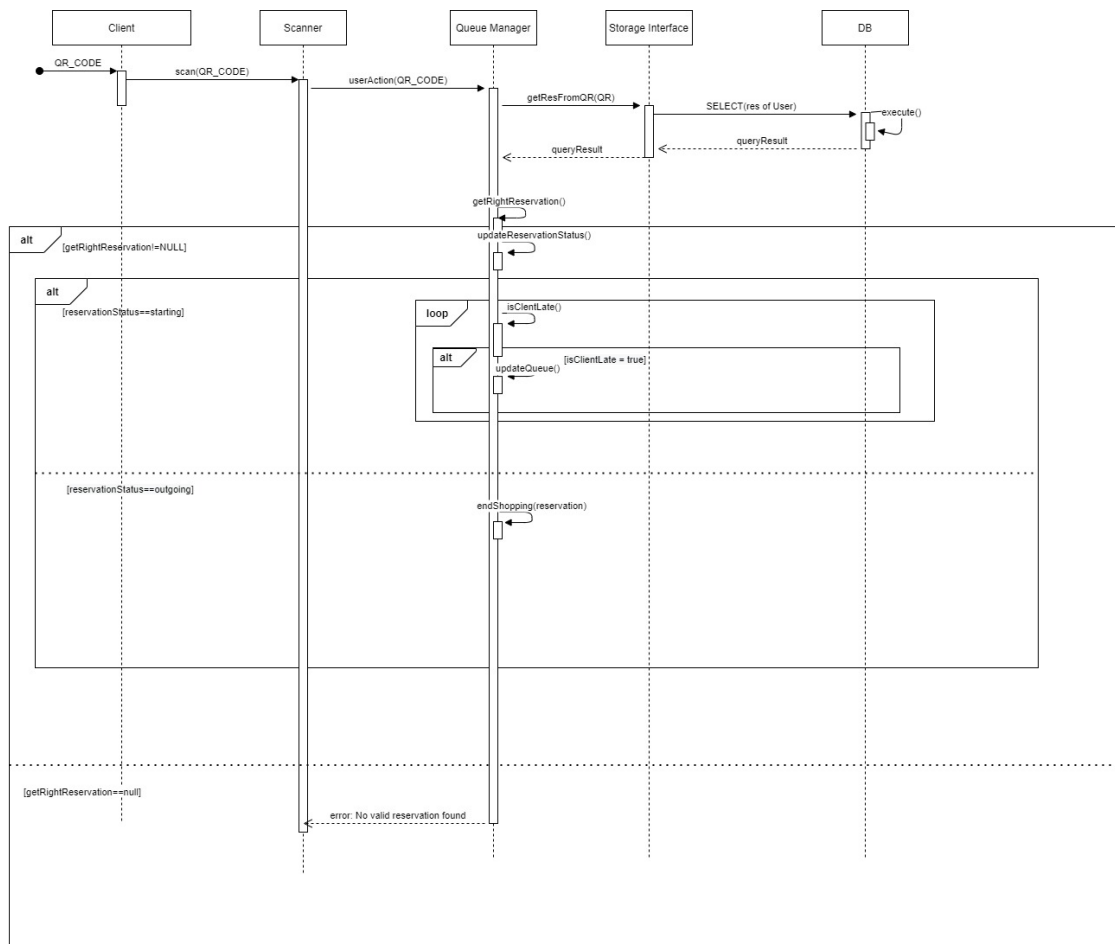 Client
Scanner
Queue Manager
Storage Interface
DB
QR_CODE
scan(QR_CODE)
userAction(QR_CODE)
getResFromQR(QR)
SELECT(res of User)
execute()
queryResult
queryResult
getRightReservation()
alt
[getRightReservation!=NULL]
updateReservationStatus()
alt
[reservationStatus==starting]
loop
isClentLate()
alt
[isClientLate = true]
updateQueue()
[reservationStatus==outgoing]
endShopping(reservation)
[getRightReservation==null]
error: No valid reservation found